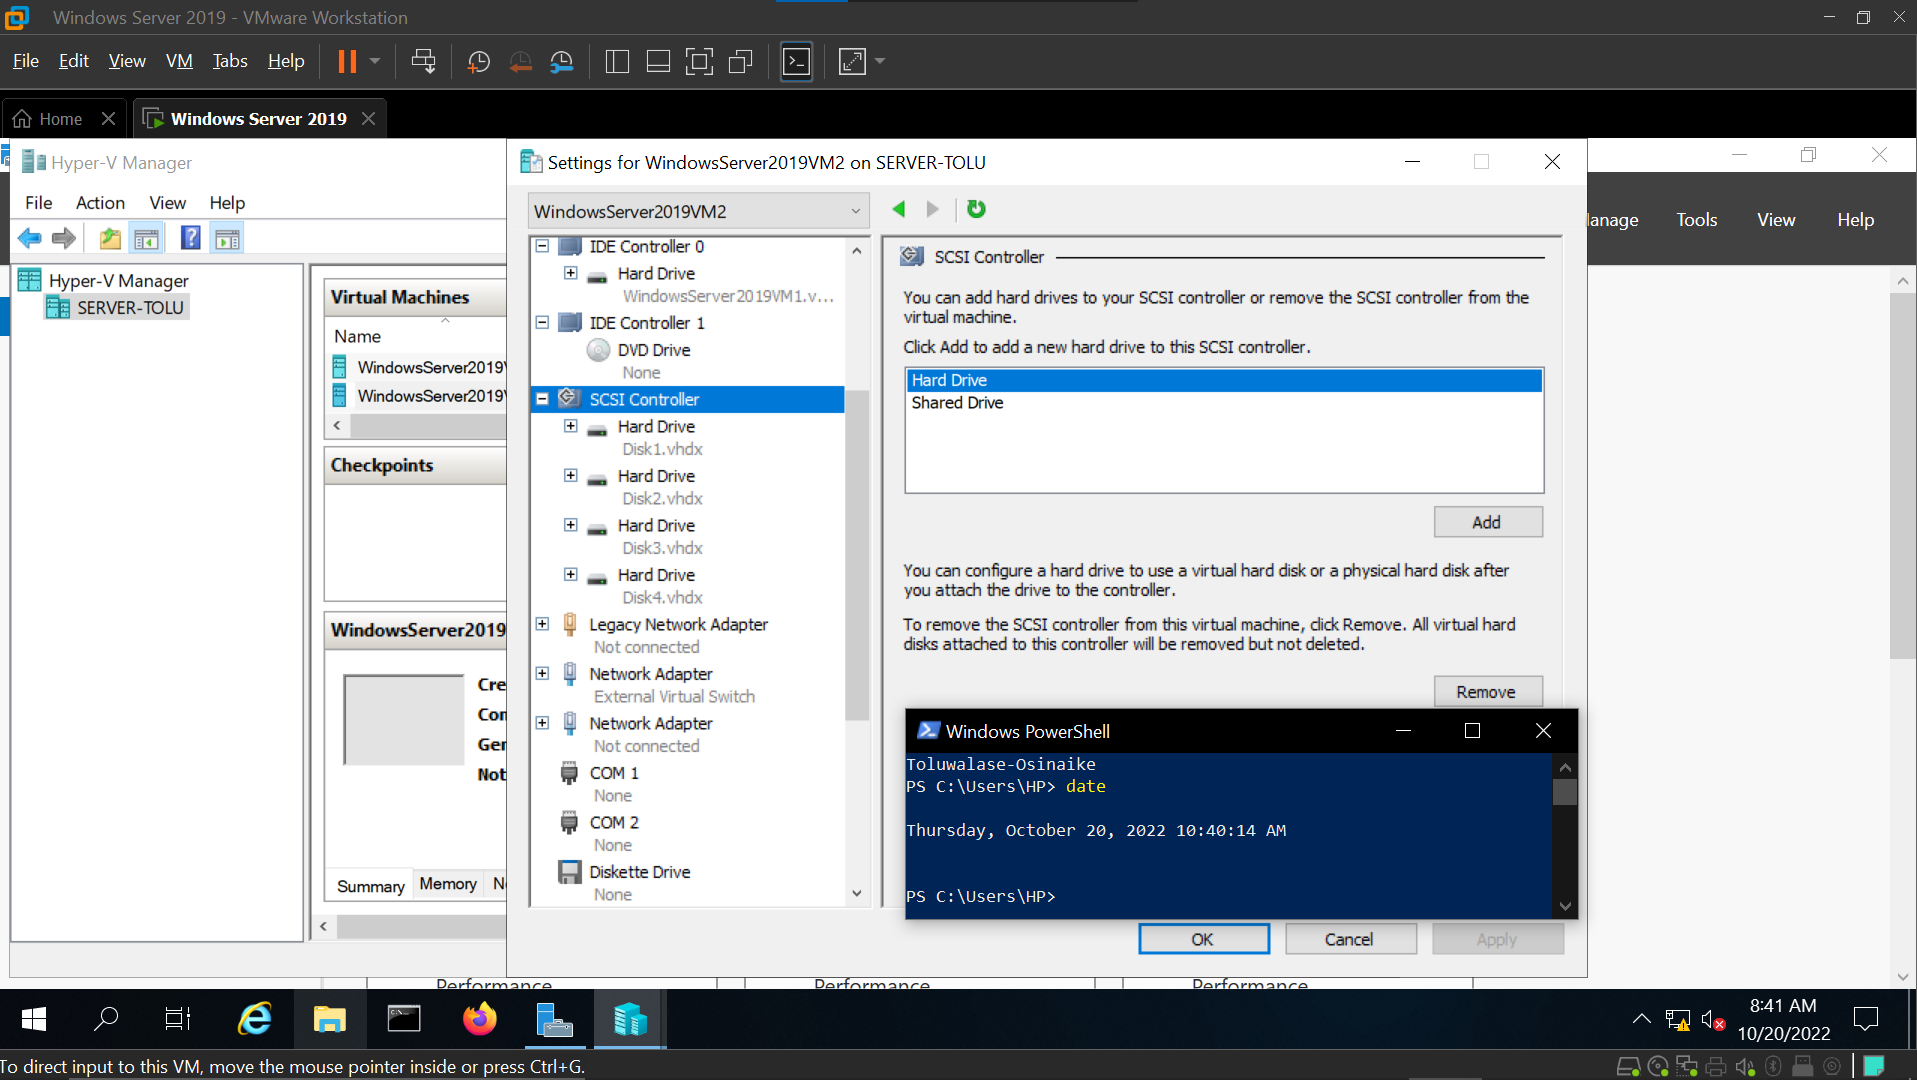 Windows Server 2019 - VMware Workstation
File Edit View VM Tabs Help
Home
Windows Server 2019
Hyper-V Manager
File Action View Help
Hyper-V Manager
SERVER-TOLU
Virtual Machines
Name
WindowsServer2019V
WindowsServer2019V
Checkpoints
WindowsServer2019
Cre
Con
Ger
Not
Summary Memory N
Settings for WindowsServer2019VM2 on SERVER-TOLU
WindowsServer2019VM2
IDE Controller 0
Hard Drive
WindowsServer2019VM1.v...
IDE Controller 1
DVD Drive
None
SCSI Controller
Hard Drive
Disk1.vhdx
Hard Drive
Disk2.vhdx
Hard Drive
Disk3.vhdx
Hard Drive
Disk4.vhdx
Legacy Network Adapter
Not connected
Network Adapter
External Virtual Switch
Network Adapter
Not connected
COM 1
None
COM 2
None
Diskette Drive
None
SCSI Controller
You can add hard drives to your SCSI controller or remove the SCSI controller from the
virtual machine.
Click Add to add a new hard drive to this SCSI controller.
Hard Drive
Shared Drive
Add
You can configure a hard drive to use a virtual hard disk or a physical hard disk after
you attach the drive to the controller.
To remove the SCSI controller from this virtual machine, click Remove. All virtual hard
disks attached to this controller will be removed but not deleted.
Remove
Windows PowerShell
Toluwalase-Osinaike
PS C:\Users\HP> date
Thursday, October 20, 2022 10:40:14 AM
PS C:\Users\HP>
OK Cancel Apply
anage Tools View Help
Performance Performance Performance
8:41 AM
10/20/2022
To direct input to this VM, move the mouse pointer inside or press Ctrl+G.